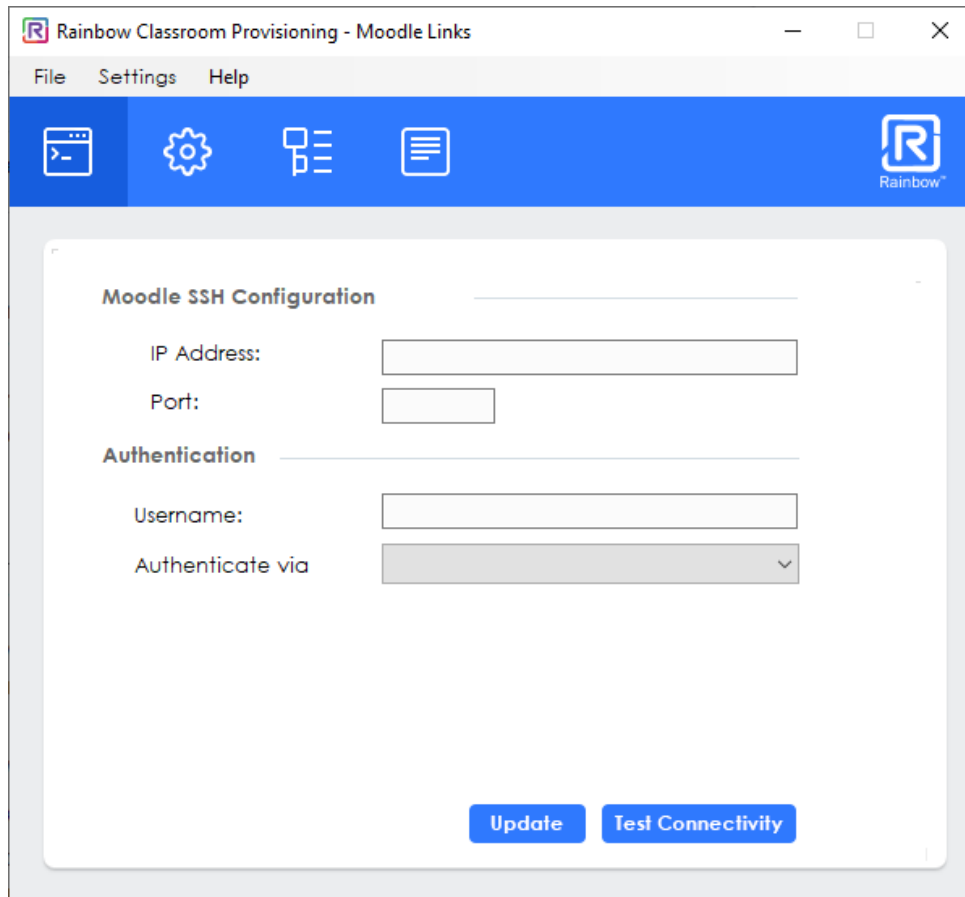 Rainbow Classroom Provisioning - Moodle Links
File Settings Help
R
Rainbow™
Moodle SSH Configuration
IP Address:
Port:
Authentication
Username:
Authenticate via
Update Test Connectivity